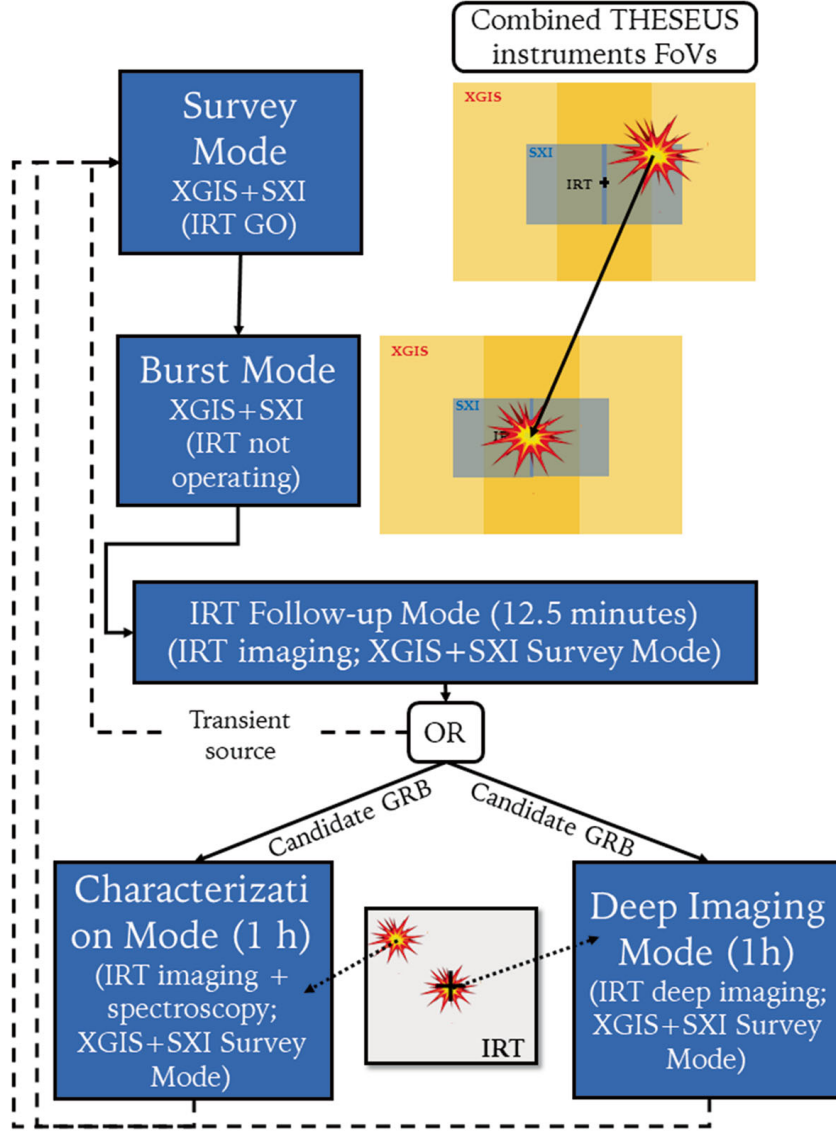 Combined THESEUS
instruments FoVs
Survey
Mode
XGIS+SXI
(IRT GO)
XGIS
SXI
IRT
Burst Mode
XGIS+SXI
(IRT not
operating)
XGIS
SXI
IRT Follow-up Mode (12.5 minutes)
(IRT imaging; XGIS+SXI Survey Mode)
Transient
source
OR
Candidate GRB
Candidate GRB
Characterizati
on Mode (1 h)
(IRT imaging +
spectroscopy;
XGIS+SXI Survey
Mode)
IRT
Deep Imaging
Mode (1h)
(IRT deep imaging;
XGIS+SXI Survey
Mode)